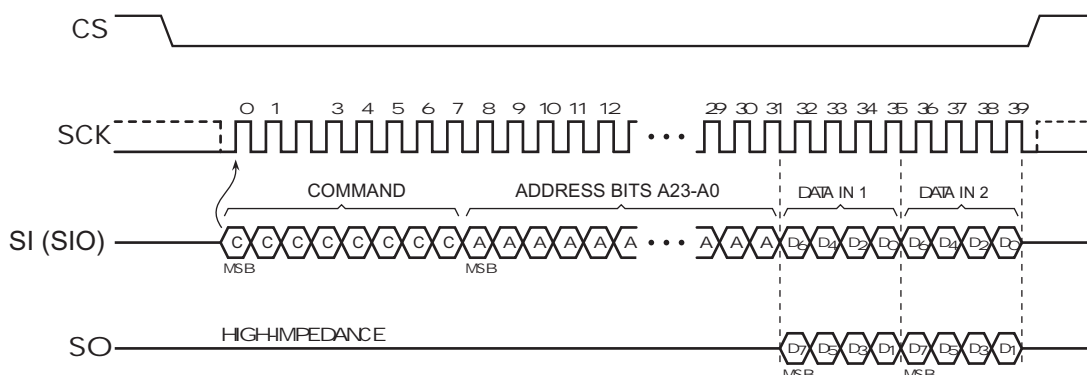 CS
0 1 3 4 5 6 7 8 9 10 11 12 29 30 31 32 33 34 35 36 37 38 39
SCK
COMMAND ADDRESS BITS A23-A0 DATA IN 1 DATA IN 2
SI (SIO) C C C C C C C C A A A A A A A A A D6 D4 D2 D0 D6 D4 D2 D0
MSB MSB
HIGH-IMPEDANCE
SO D7 D5 D3 D1 D7 D5 D3 D1
MSB MSB